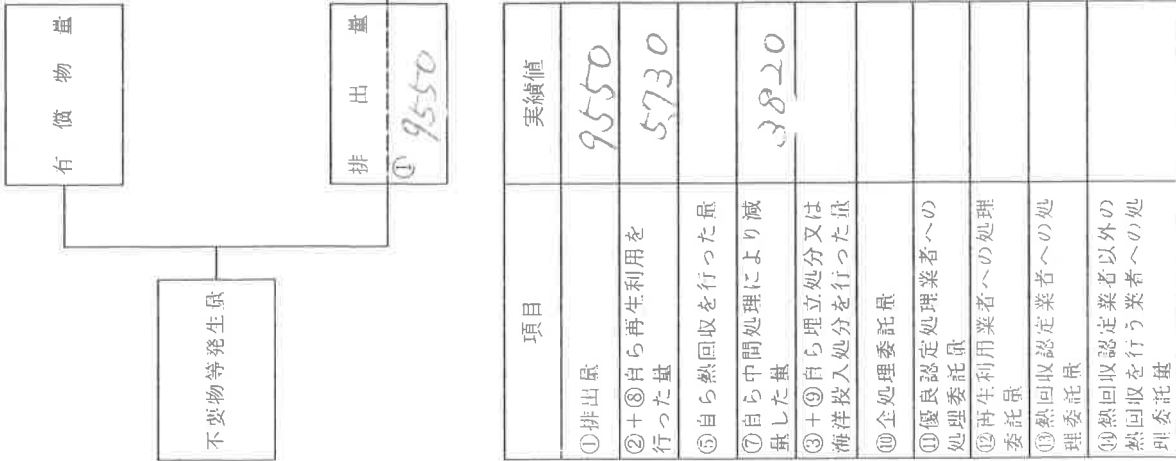 有償物量
不要物等発生量
排出量
① 9550
項目
実績値
①排出量
9550
②+⑧自ら再生利用を
行った量
5730
⑤自ら熱回収を行った量
⑦自ら中間処理により減
量した量
3820
③+⑨自ら埋立処分又は
海洋投入処分を行った量
⑩全処理委託量
⑪優良認定処理業者への
処理委託量
⑫再生利用業者への処理
委託量
⑬熱回収認定業者への処
理委託量
⑭熱回収認定業者以外の
熱回収を行う業者への処
理委託量